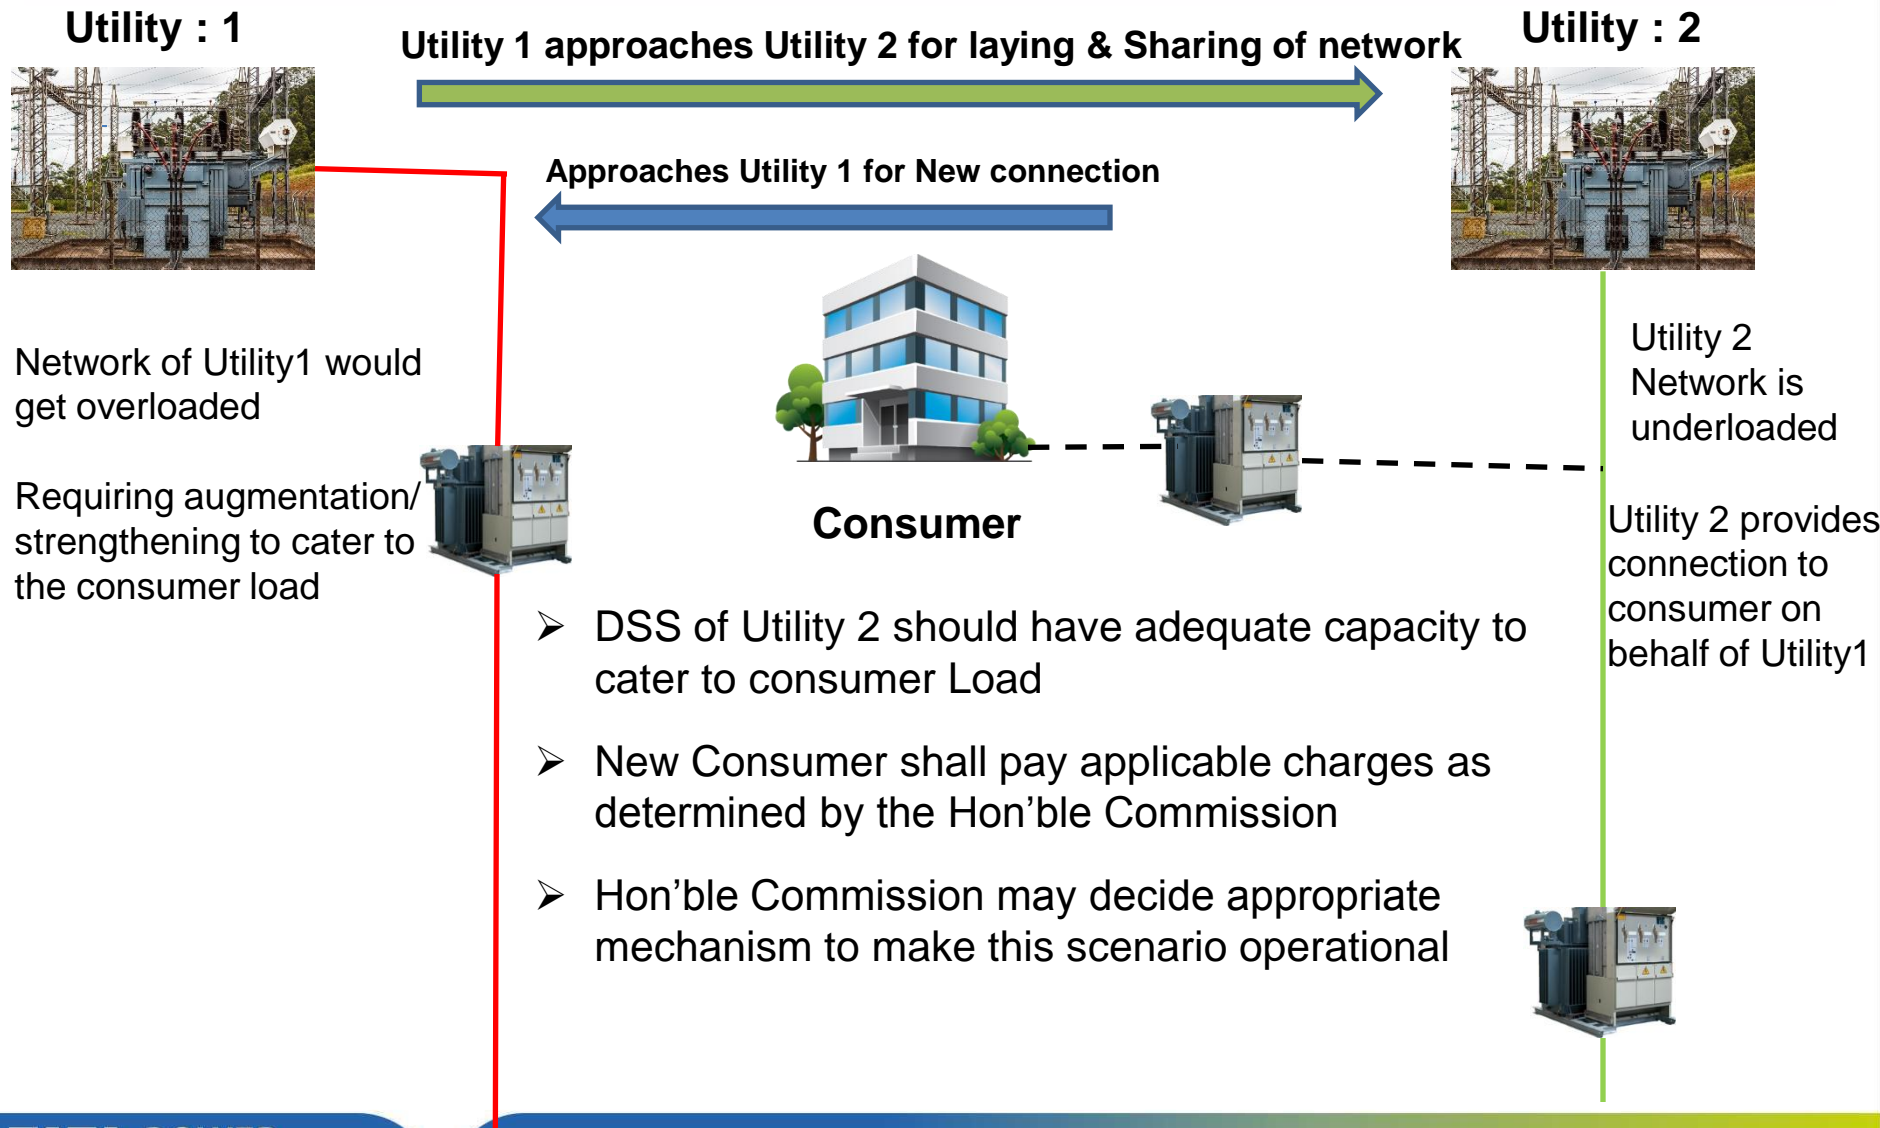 Utility : 1
Utility 1 approaches Utility 2 for laying & Sharing of network
Utility : 2
Approaches Utility 1 for New connection
Network of Utility1 would
get overloaded
Requiring augmentation/
strengthening to cater to
the consumer load
Consumer
Utility 2
Network is
underloaded
Utility 2 provides
connection to
consumer on
behalf of Utility1
➢ DSS of Utility 2 should have adequate capacity to
cater to consumer Load
➢ New Consumer shall pay applicable charges as
determined by the Hon’ble Commission
➢ Hon’ble Commission may decide appropriate
mechanism to make this scenario operational